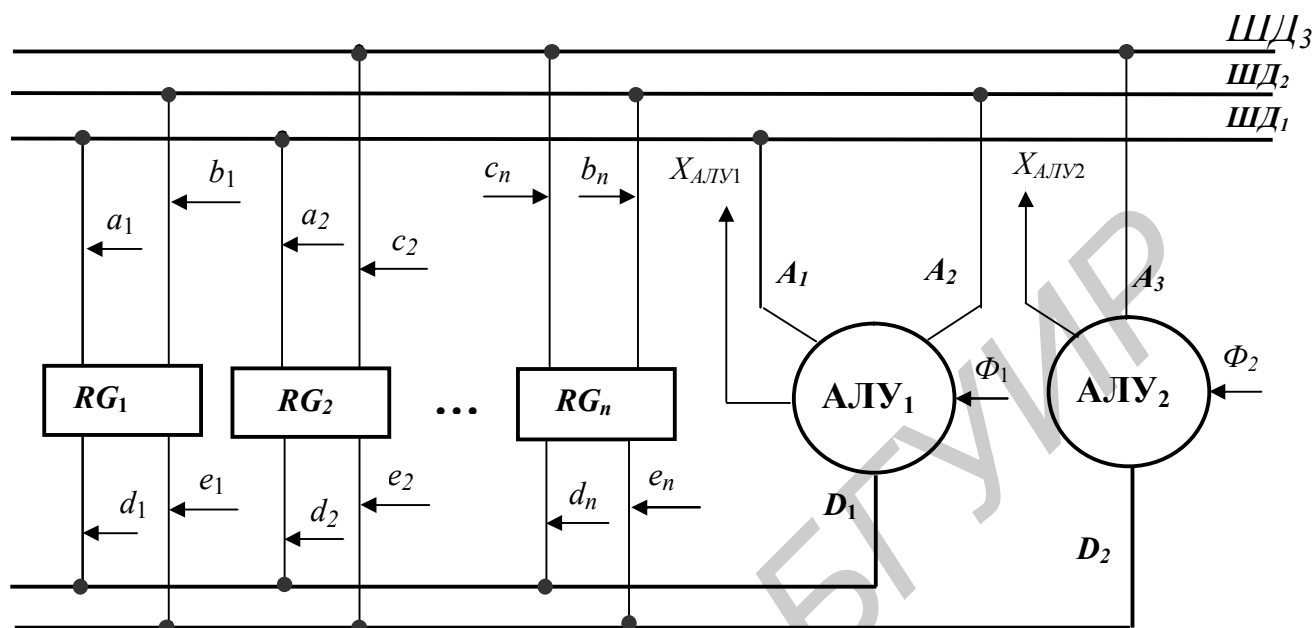 ШД3
ШД2
ШД1
b1
cn
bn
XАЛУ1
XАЛУ2
a1
a2
c2
A1
A2
A3
RG1
RG2
...
RGn
АЛУ1
Ф1
АЛУ2
Ф2
d1
e1
d2
e2
dn
en
D1
D2
БГУИР